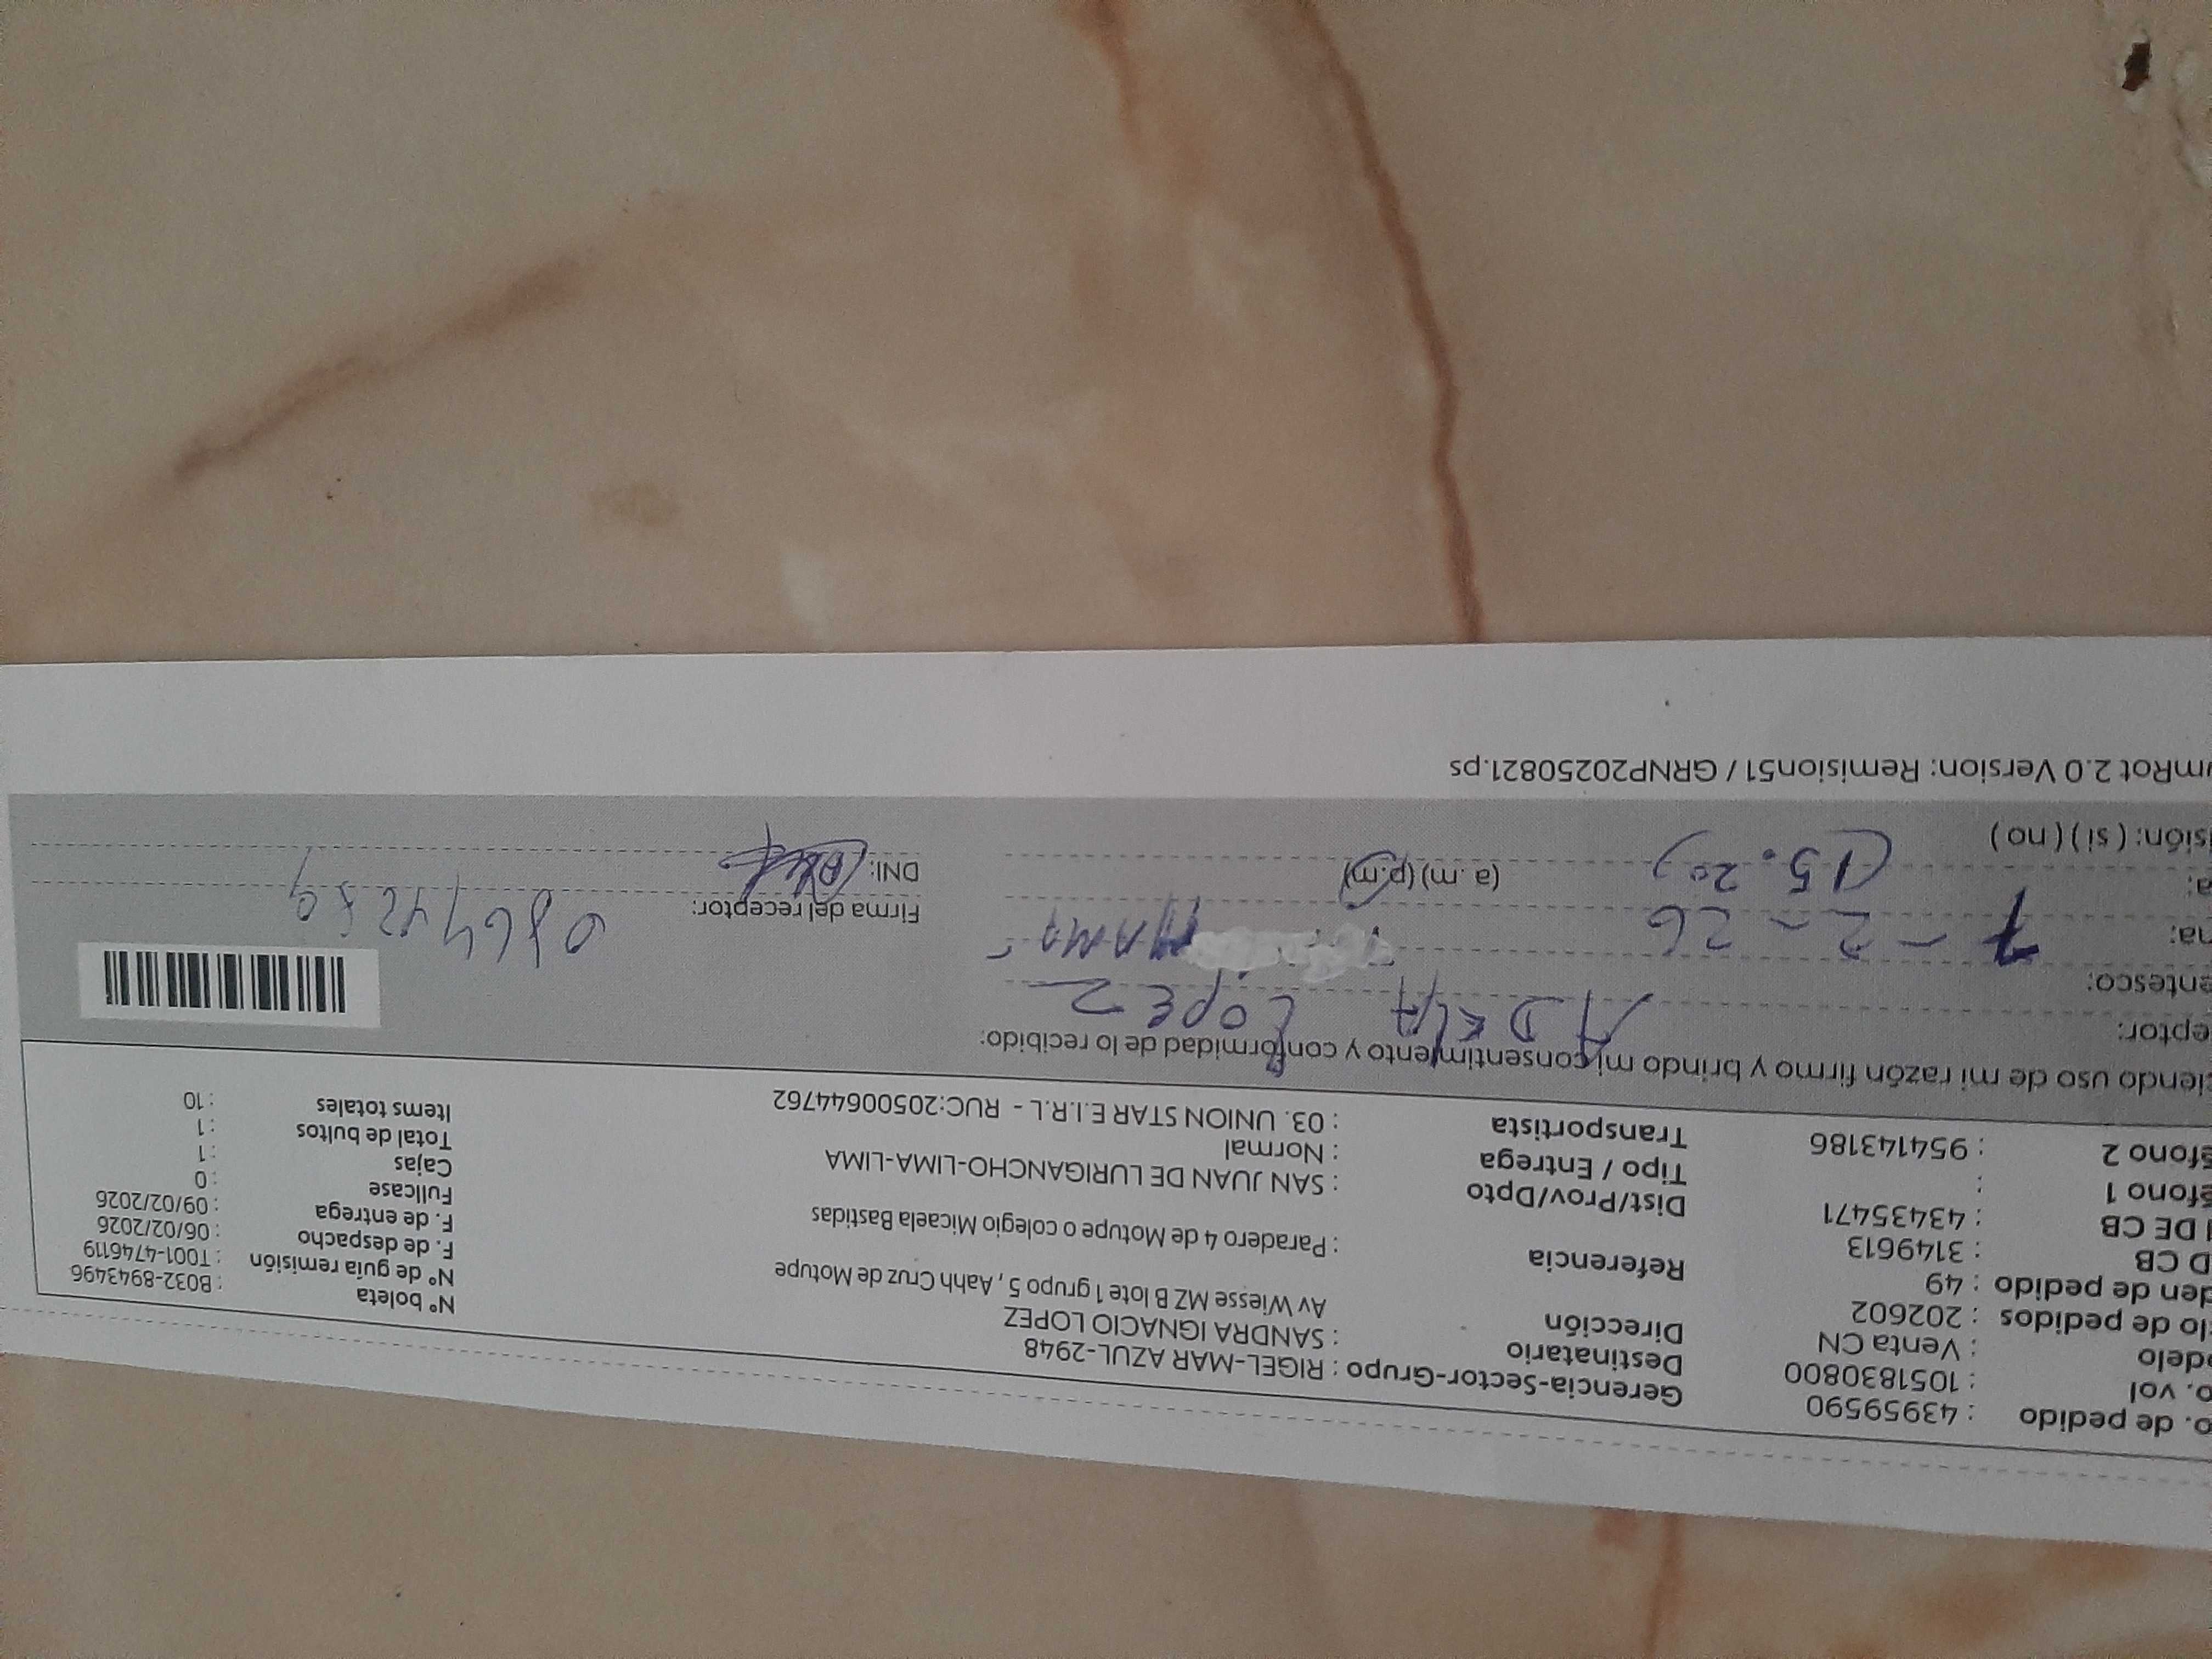 o. de pedido : 43959590
o. vol : 1051830800
odelo : Venta CN
clo de pedidos : 202602
den de pedido : 49
D CB : 3149613
I DE CB : 43435471
éfono 1 :
éfono 2 : 954143186
Gerencia-Sector-Grupo : RIGEL-MAR AZUL-2948
Destinatario : SANDRA IGNACIO LOPEZ
Dirección Av Wiesse MZ B lote 1 grupo 5 , Aahh Cruz de Motupe
Referencia : Paradero 4 de Motupe o colegio Micaela Bastidas
Dist/Prov/Dpto : SAN JUAN DE LURIGANCHO-LIMA-LIMA
Tipo / Entrega : Normal
Transportista : 03. UNION STAR E.I.R.L - RUC:20500644762
N° boleta : B032-8943496
N° de guía remisión : T001-4746119
F. de despacho : 06/02/2026
F. de entrega : 09/02/2026
Fullcase : 0
Cajas : 1
Total de bultos : 1
Items totales : 10
ciendo uso de mi razón firmo y brindo mi consentimiento y conformidad de lo recibido:
eptor: ADELA LOPEZ
entesco: MAMA
na: 7-2-26
a: (15.20) (a. m) (p.m)
isión: ( si ) ( no )
Firma del receptor:
DNI:
umRot 2.0 Version: Remision51 / GRNP20250821.ps